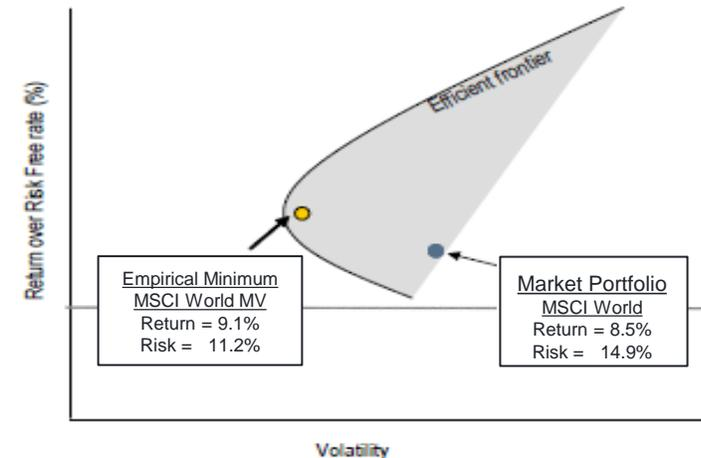 Return over Risk Free rate (%)
Efficient frontier
Empirical Minimum
MSCI World MV
Return = 9.1%
Risk = 11.2%
Market Portfolio
MSCI World
Return = 8.5%
Risk = 14.9%
Volatility